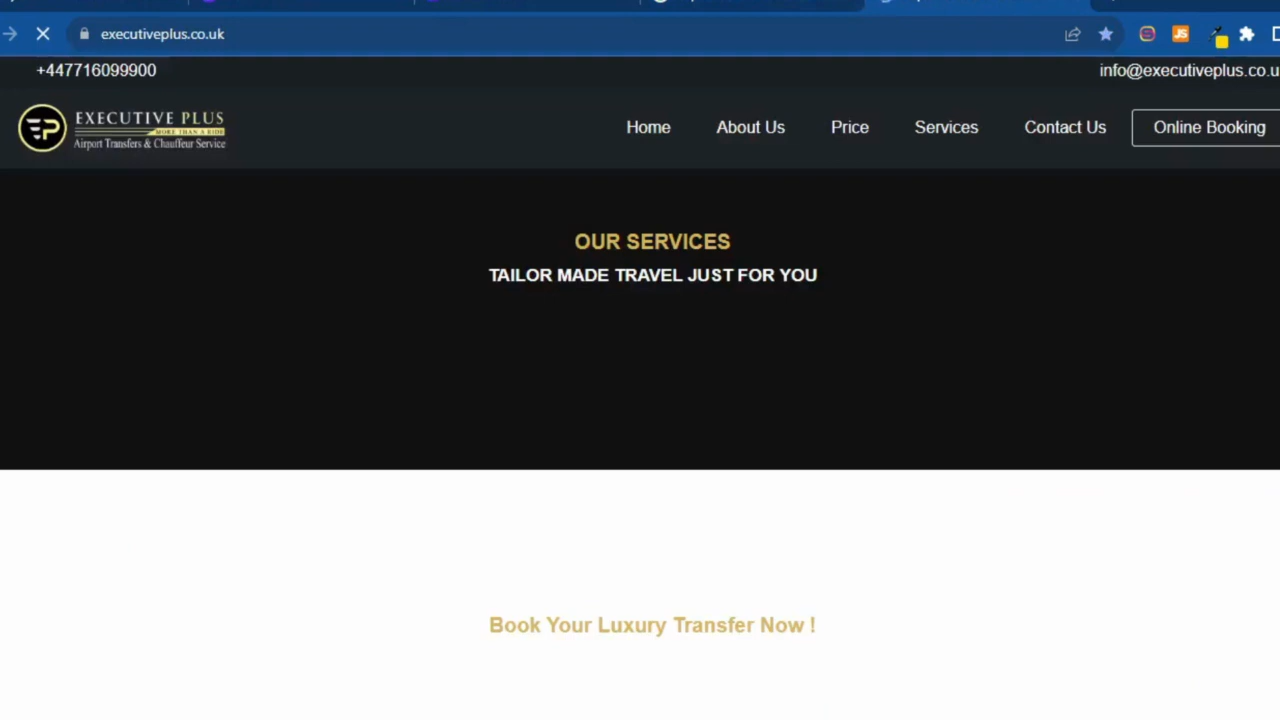 executiveplus.co.uk
JS
+447716099900
info@executiveplus.co.u
EP
EXECUTIVE PLUS
MORE THAN A RIDE
Airport Transfers & Chauffeur Service
Home
About Us
Price
Services
Contact Us
Online Booking
OUR SERVICES
TAILOR MADE TRAVEL JUST FOR YOU
Book Your Luxury Transfer Now !